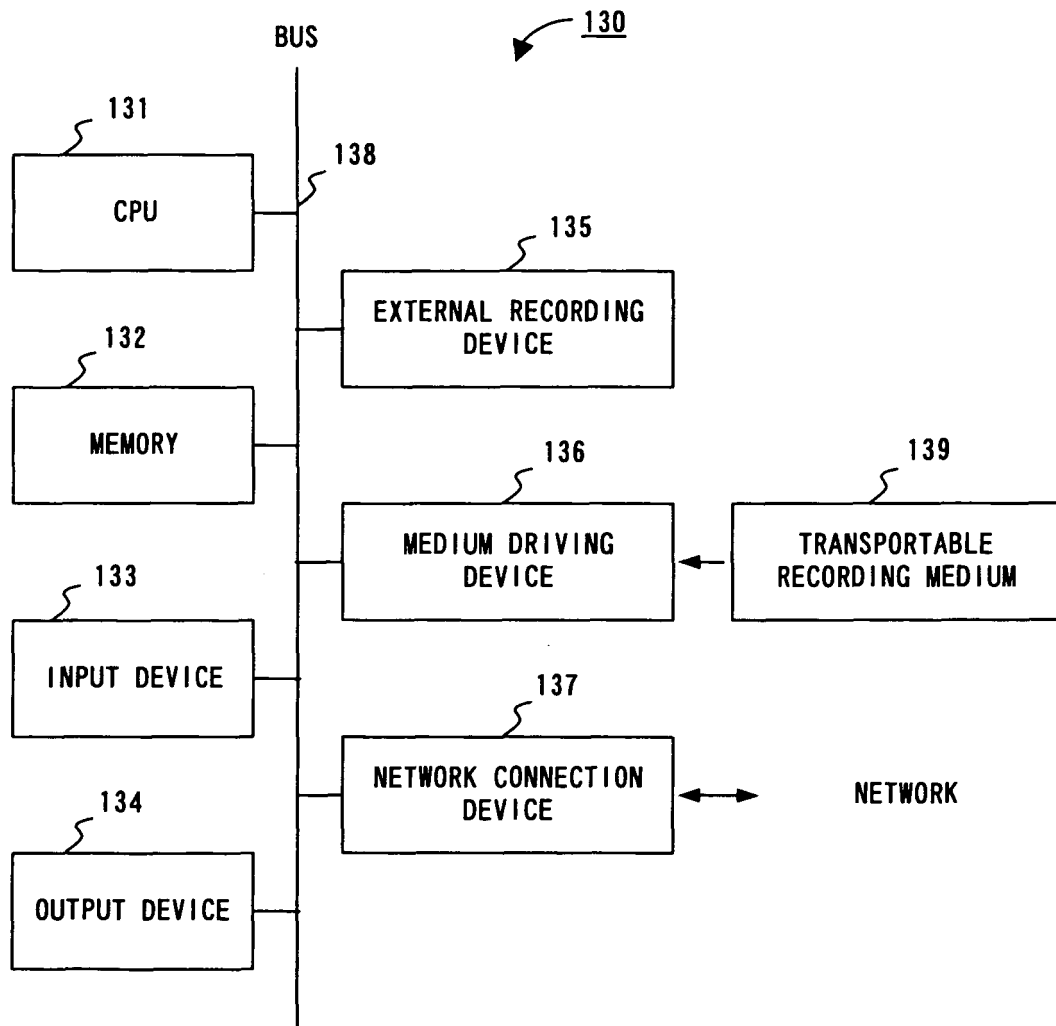 130
BUS
131
138
CPU
135
EXTERNAL RECORDING
DEVICE
132
MEMORY
136
139
MEDIUM DRIVING
DEVICE
TRANSPORTABLE
RECORDING MEDIUM
133
INPUT DEVICE
137
NETWORK CONNECTION
DEVICE
NETWORK
134
OUTPUT DEVICE